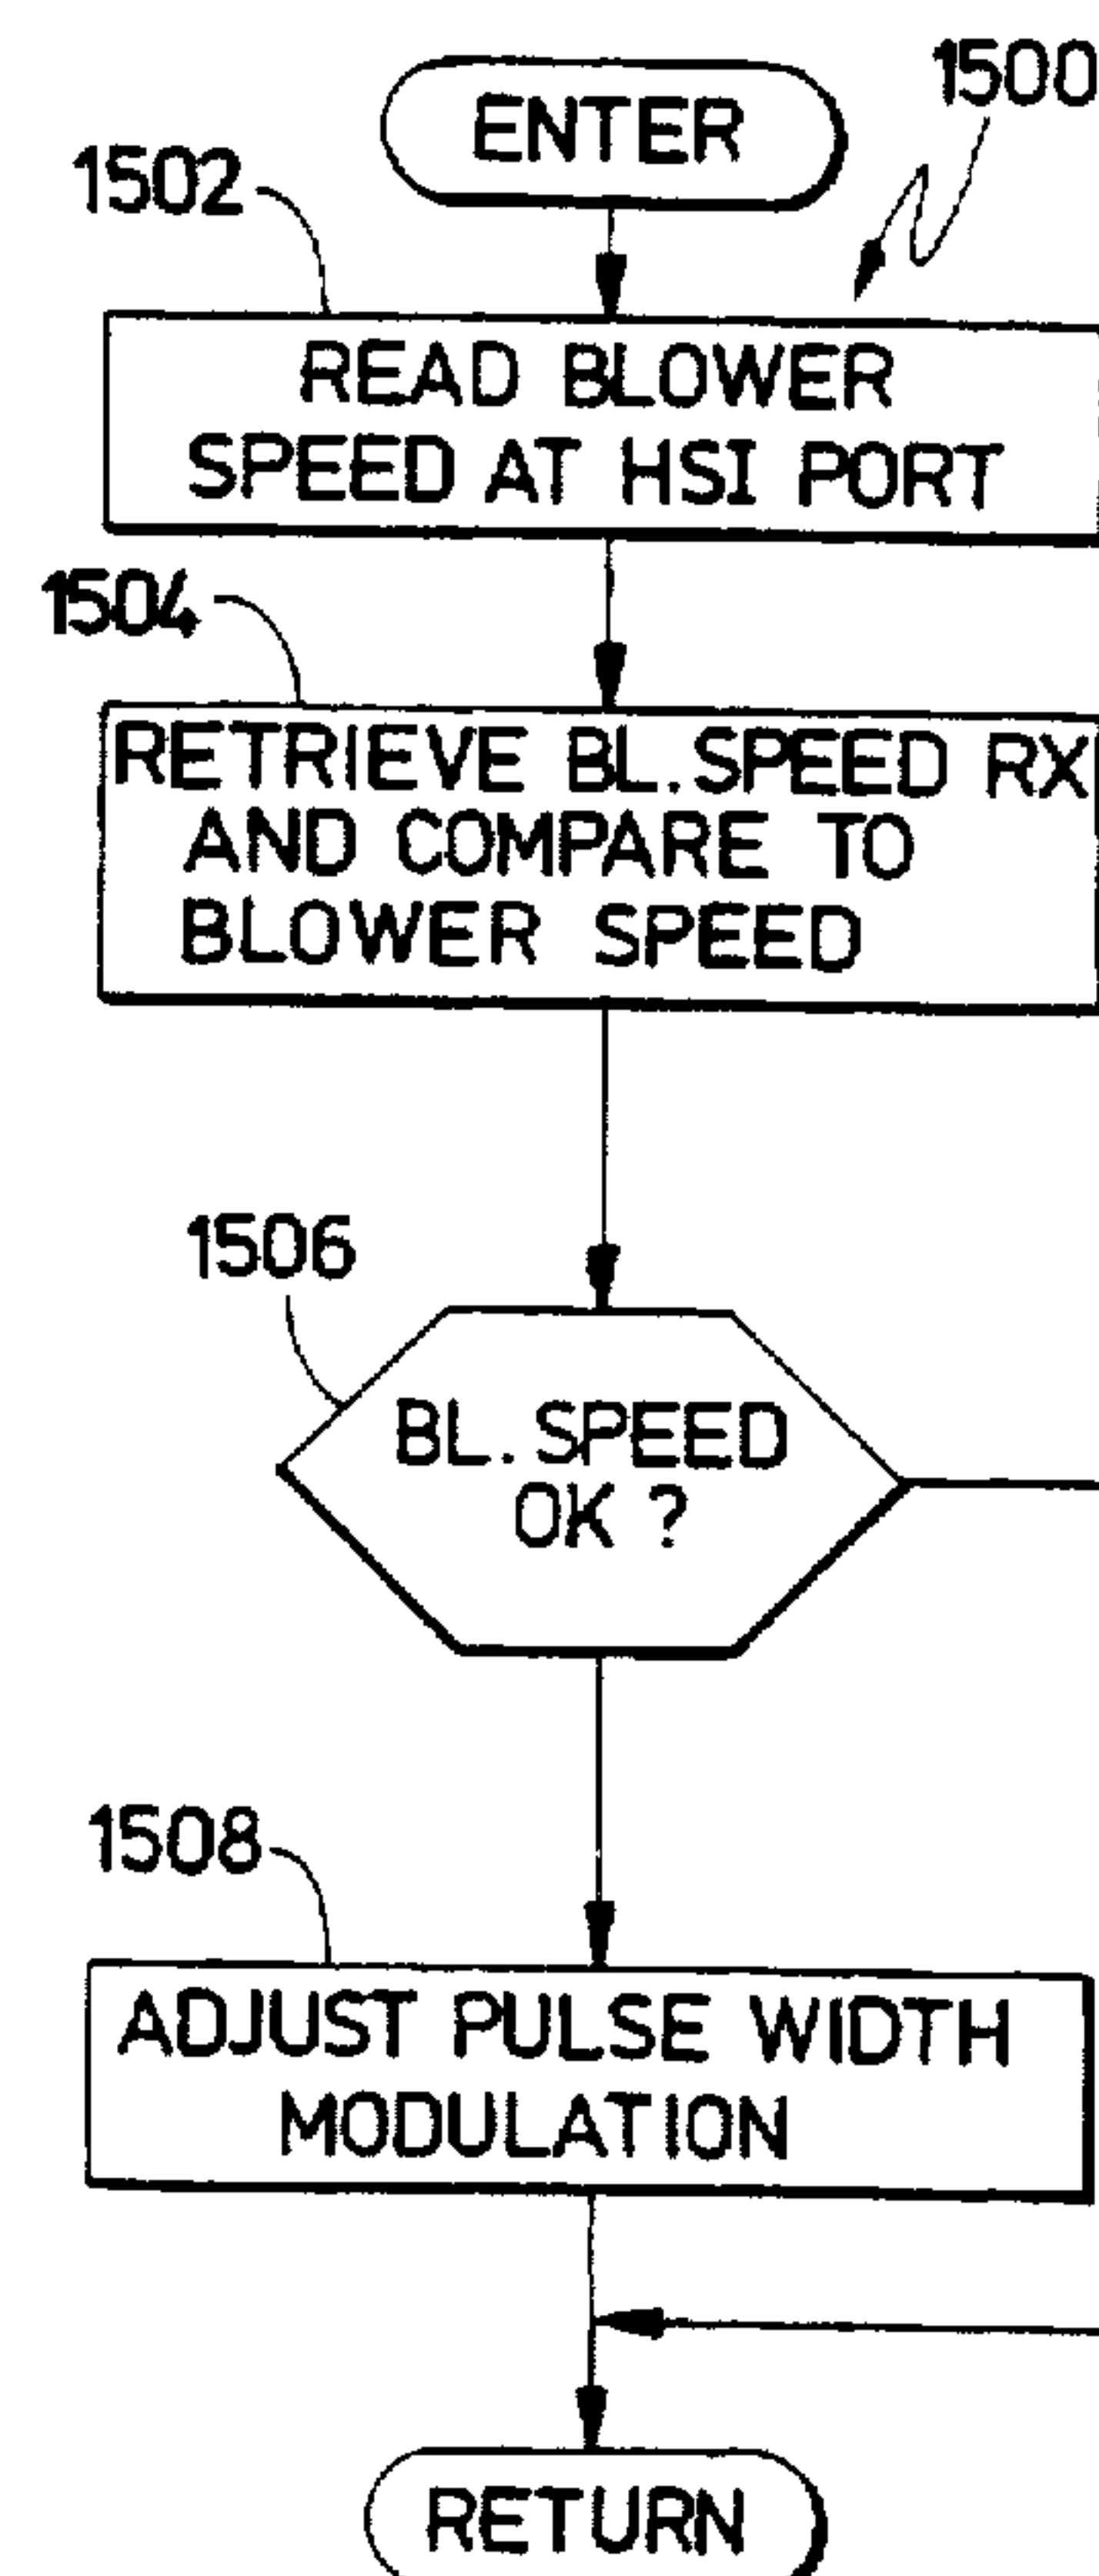 1500
ENTER
1502
READ BLOWER
SPEED AT HSI PORT
1504
RETRIEVE BL.SPEED RX
AND COMPARE TO
BLOWER SPEED
1506
BL.SPEED
OK ?
1508
ADJUST PULSE WIDTH
MODULATION
RETURN